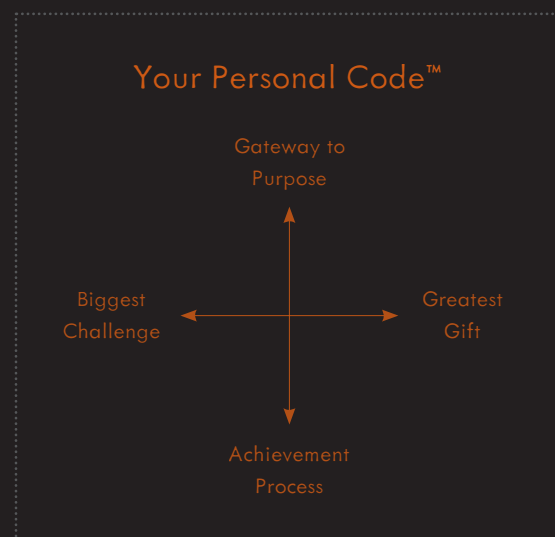 Your Personal Code™
Gateway to
Purpose
Biggest
Challenge
Greatest
Gift
Achievement
Process